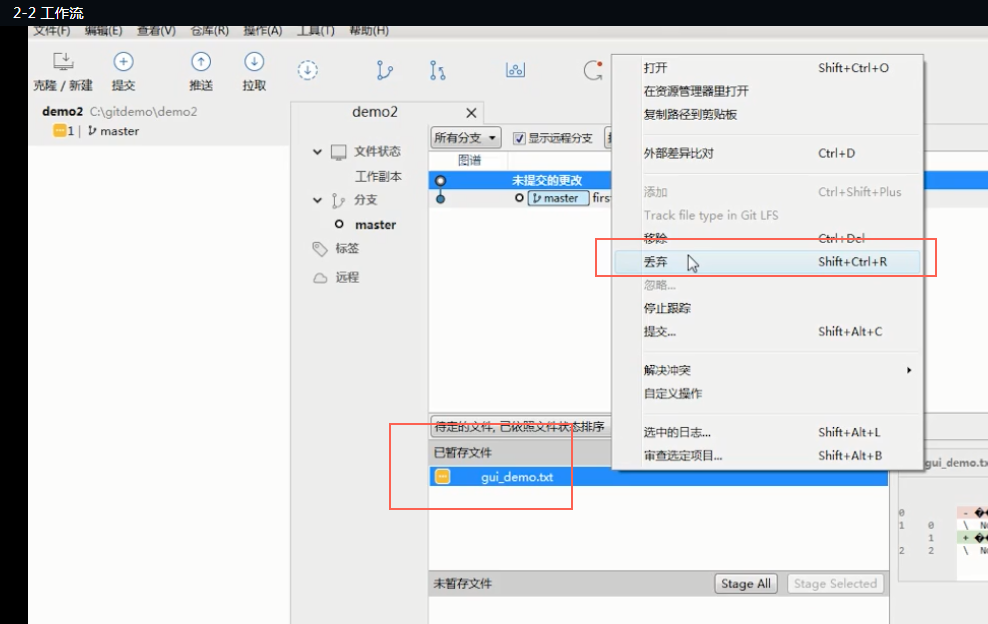 2-2 工作流
文件(F) 编辑(E) 查看(V) 仓库(R) 操作(A) 工具(T) 帮助(H)
克隆 / 新建 提交 推送 拉取
demo2 C:\gitdemo\demo2
1 master
demo2
文件状态
工作副本
分支
master
标签
远程
所有分支 显示远程分支
图谱
未提交的更改
master firs
打开 Shift+Ctrl+O
在资源管理器里打开
复制路径到剪贴板
外部差异比对 Ctrl+D
添加 Ctrl+Shift+Plus
Track file type in Git LFS
移除 Ctrl+Del
丢弃 Shift+Ctrl+R
忽略...
停止跟踪
提交... Shift+Alt+C
解决冲突
自定义操作
选中的日志... Shift+Alt+L
审查选定项目... Shift+Alt+B
待定的文件, 已依照文件状态排序
已暂存文件
gui_demo.txt
未暂存文件 Stage All Stage Selected
gui_demo.tx
0 -
1 0 \ No
1 +
2 2 \ No